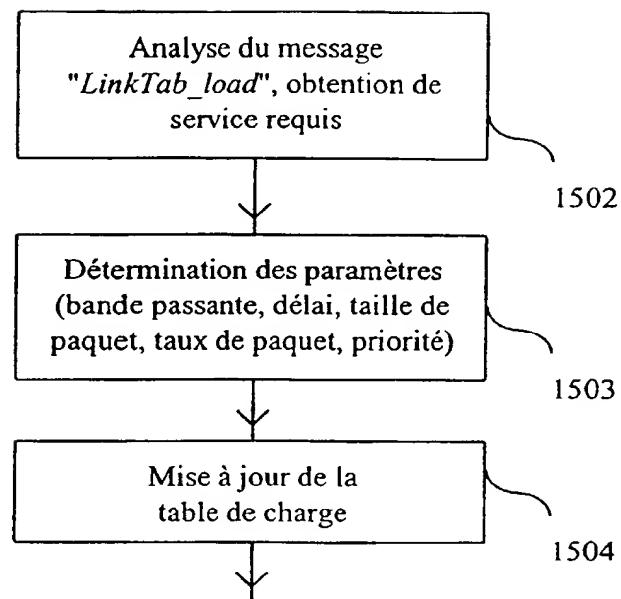 Analyse du message
"LinkTab_load", obtention de
service requis
1502
Détermination des paramètres
(bande passante, délai, taille de
paquet, taux de paquet, priorité)
1503
Mise à jour de la
table de charge
1504